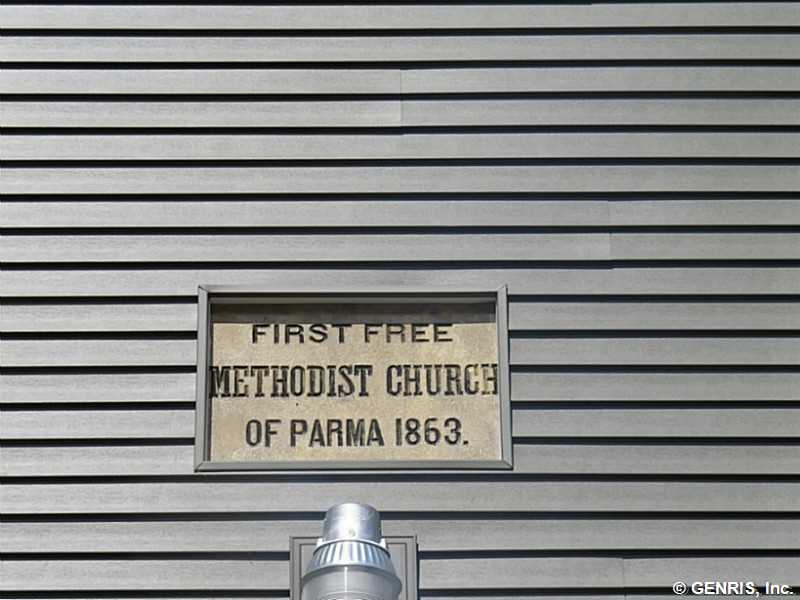 FIRST FREE
METHODIST CHURCH
OF PARMA 1863.
© GENRIS, Inc.